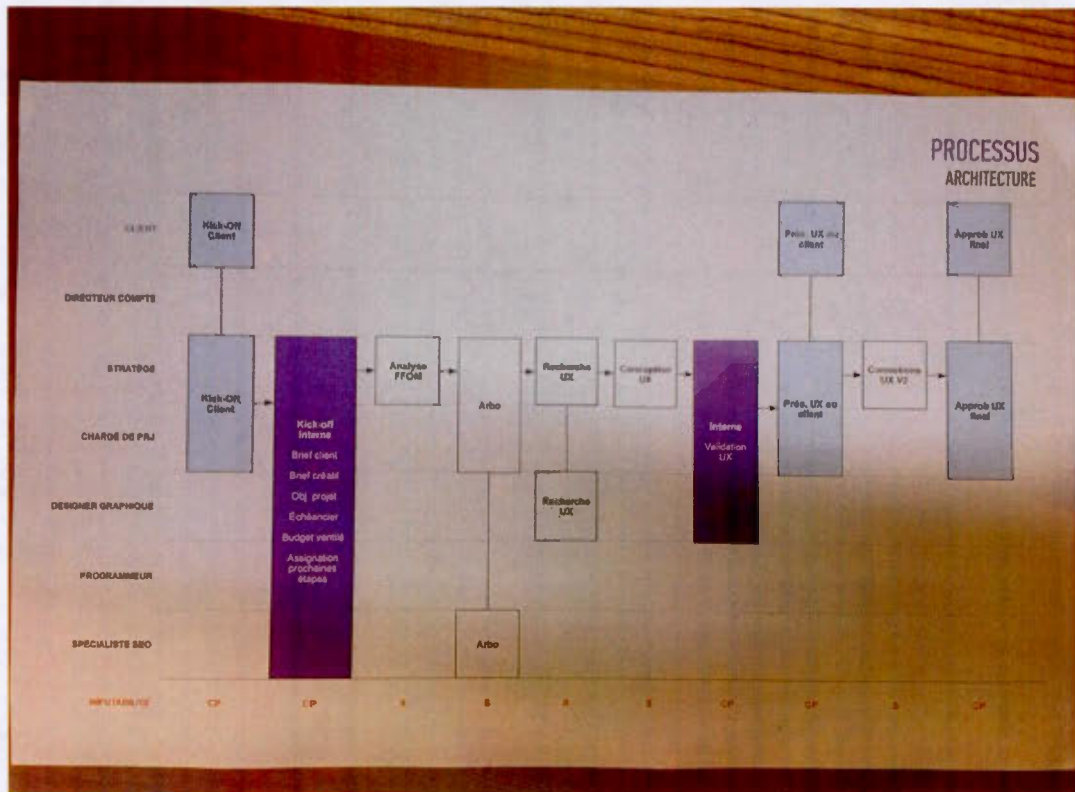 PROCESSUS
ARCHITECTURE
CLIENT
Kick-Off
Client
Prés. UX au
client
Approb UX
final
DIRECTEUR COMPTE
STRATÈGE
Kick-Off
Client
Kick-off
Interne
Brief client
Brief créatif
Obj. projet
Échéancier
Budget ventilé
Assignation
prochaines
étapes
Analyse
FFOM
Arbo
Recherche
UX
Conception
UX
Interne
Validation
UX
Prés. UX au
client
Corrections
UX V2
Approb UX
final
CHARGÉ DE PRJ
DESIGNER GRAPHIQUE
Recherche
UX
PROGRAMMEUR
SPÉCIALISTE SEO
Arbo
IMPUTABILITÉ
CP CP S S S CP CP S CP